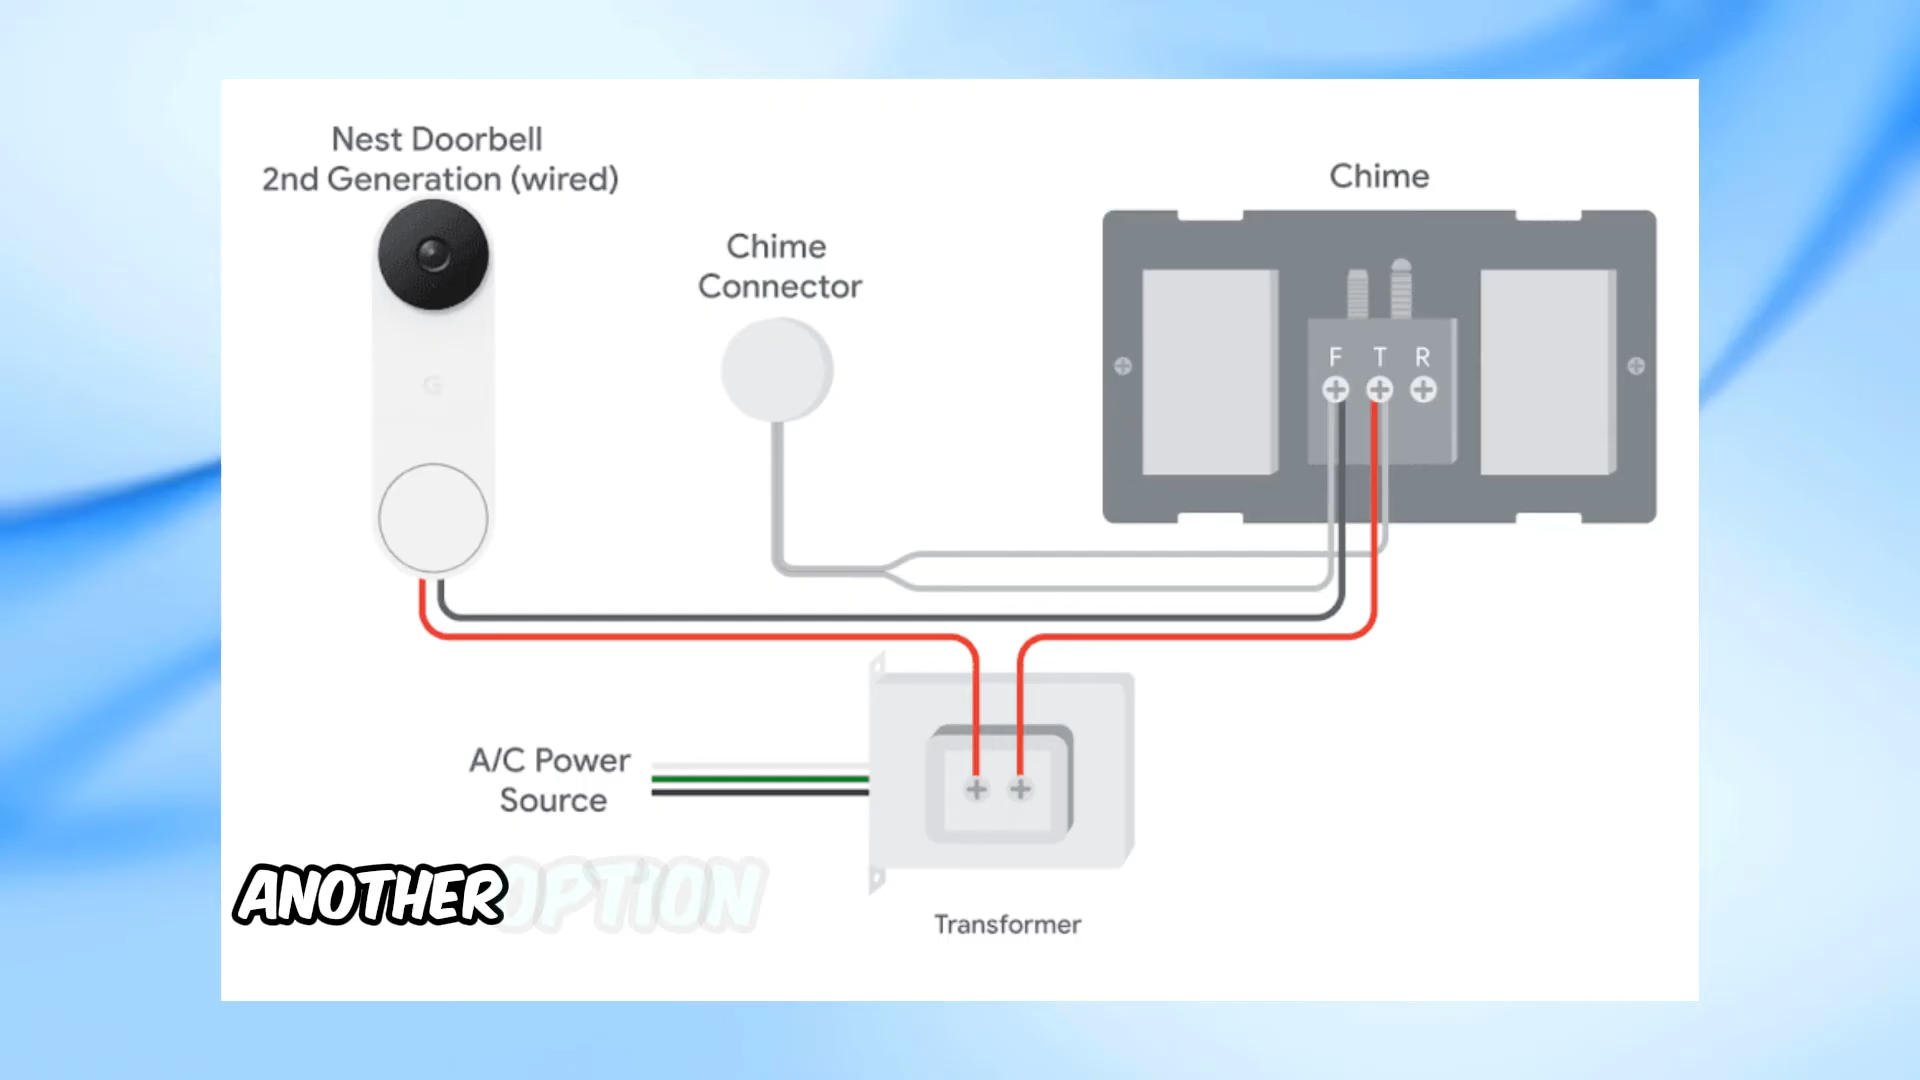 Nest Doorbell
2nd Generation (wired)
Chime
Connector
Chime
F T R
G
A/C Power
Source
ANOTHER OPTION
Transformer